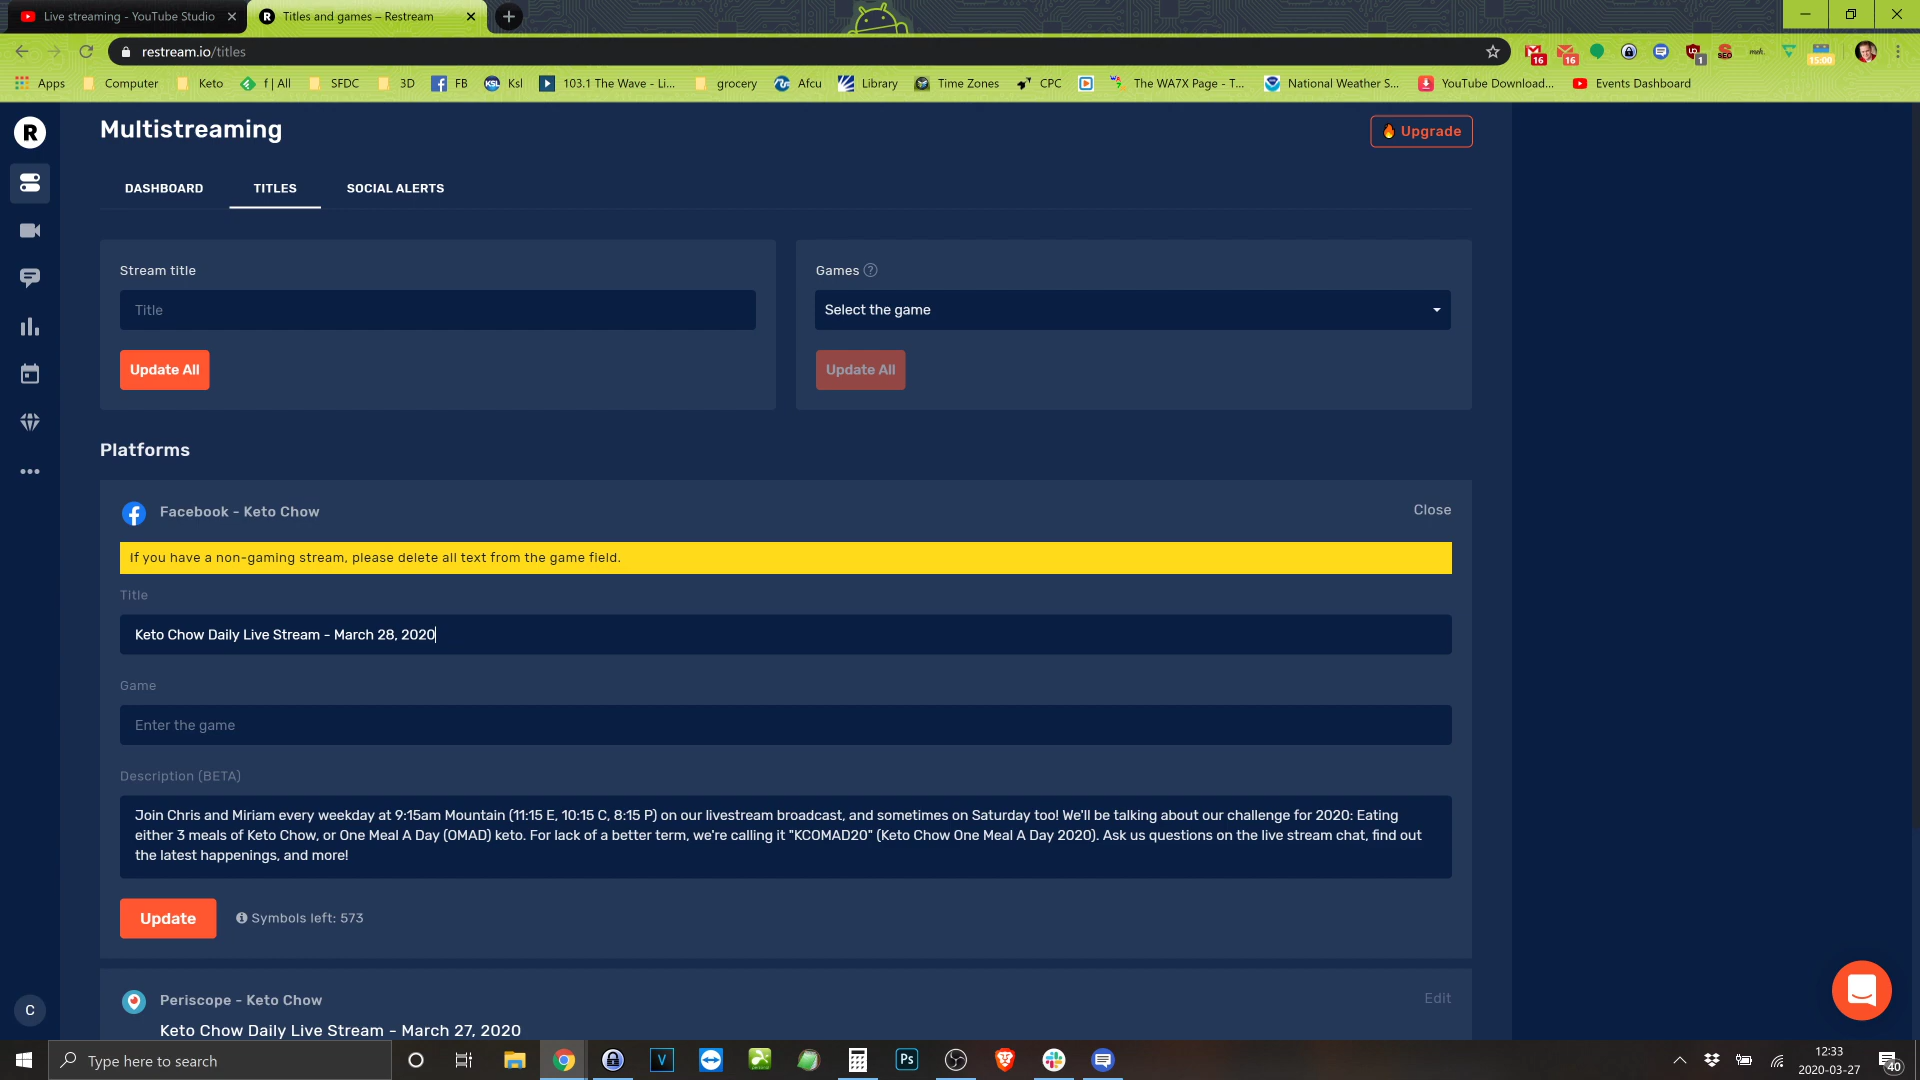 Live streaming - YouTube Studio
Titles and games – Restream
restream.io/titles
16
16
1
SEO
meh.
15:00
Apps
Computer
Keto
f | All
SFDC
3D
FB
Ksl
103.1 The Wave - Li...
grocery
Afcu
Library
Time Zones
CPC
The WA7X Page - T...
National Weather S...
YouTube Download...
Events Dashboard
R
Multistreaming
Upgrade
DASHBOARD
TITLES
SOCIAL ALERTS
Stream title
Games ?
Title
Select the game
Update All
Update All
Platforms
Facebook - Keto Chow
Close
If you have a non-gaming stream, please delete all text from the game field.
Title
Keto Chow Daily Live Stream - March 28, 2020
Game
Enter the game
Description (BETA)
Join Chris and Miriam every weekday at 9:15am Mountain (11:15 E, 10:15 C, 8:15 P) on our livestream broadcast, and sometimes on Saturday too! We'll be talking about our challenge for 2020: Eating
either 3 meals of Keto Chow, or One Meal A Day (OMAD) keto. For lack of a better term, we're calling it "KCOMAD20" (Keto Chow One Meal A Day 2020). Ask us questions on the live stream chat, find out
the latest happenings, and more!
Update
Symbols left: 573
Periscope - Keto Chow
Edit
Keto Chow Daily Live Stream - March 27, 2020
C
Type here to search
V
Ps
12:33
2020-03-27
40